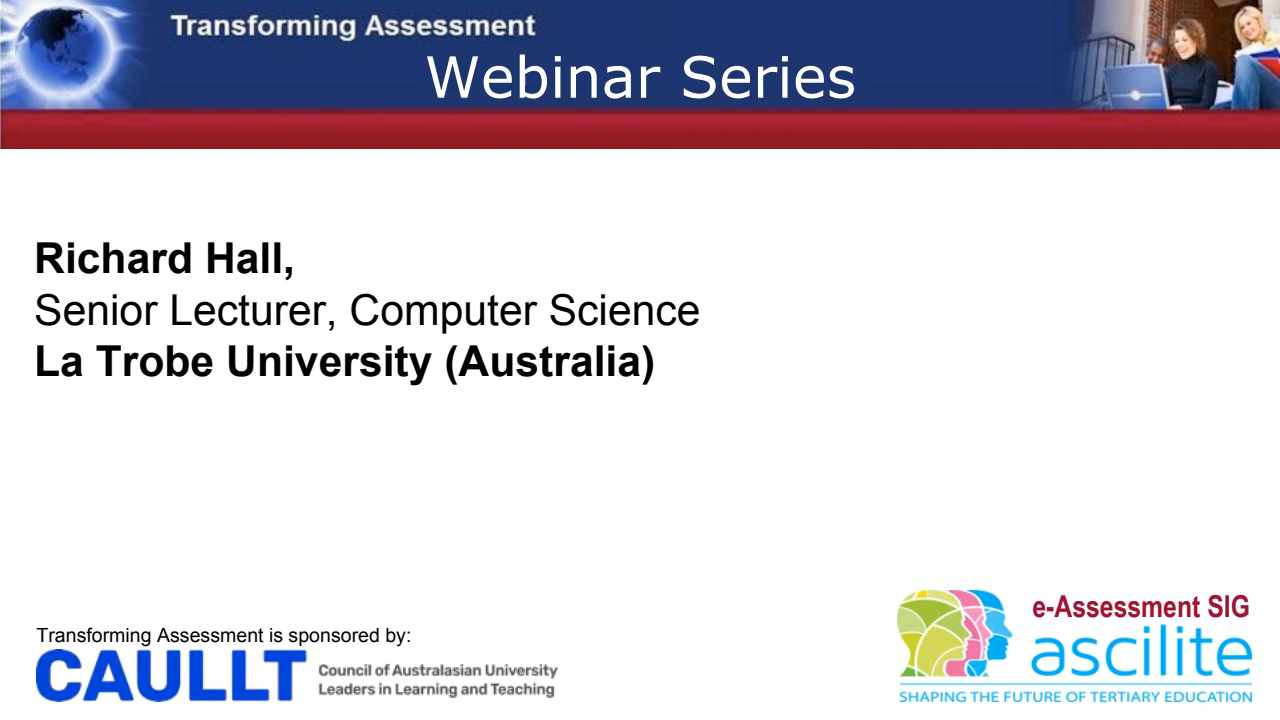 Transforming Assessment
Webinar Series
Richard Hall,
Senior Lecturer, Computer Science
La Trobe University (Australia)
Transforming Assessment is sponsored by:
CAULLT
Council of Australasian University
Leaders in Learning and Teaching
e-Assessment SIG
ascilite
SHAPING THE FUTURE OF TERTIARY EDUCATION